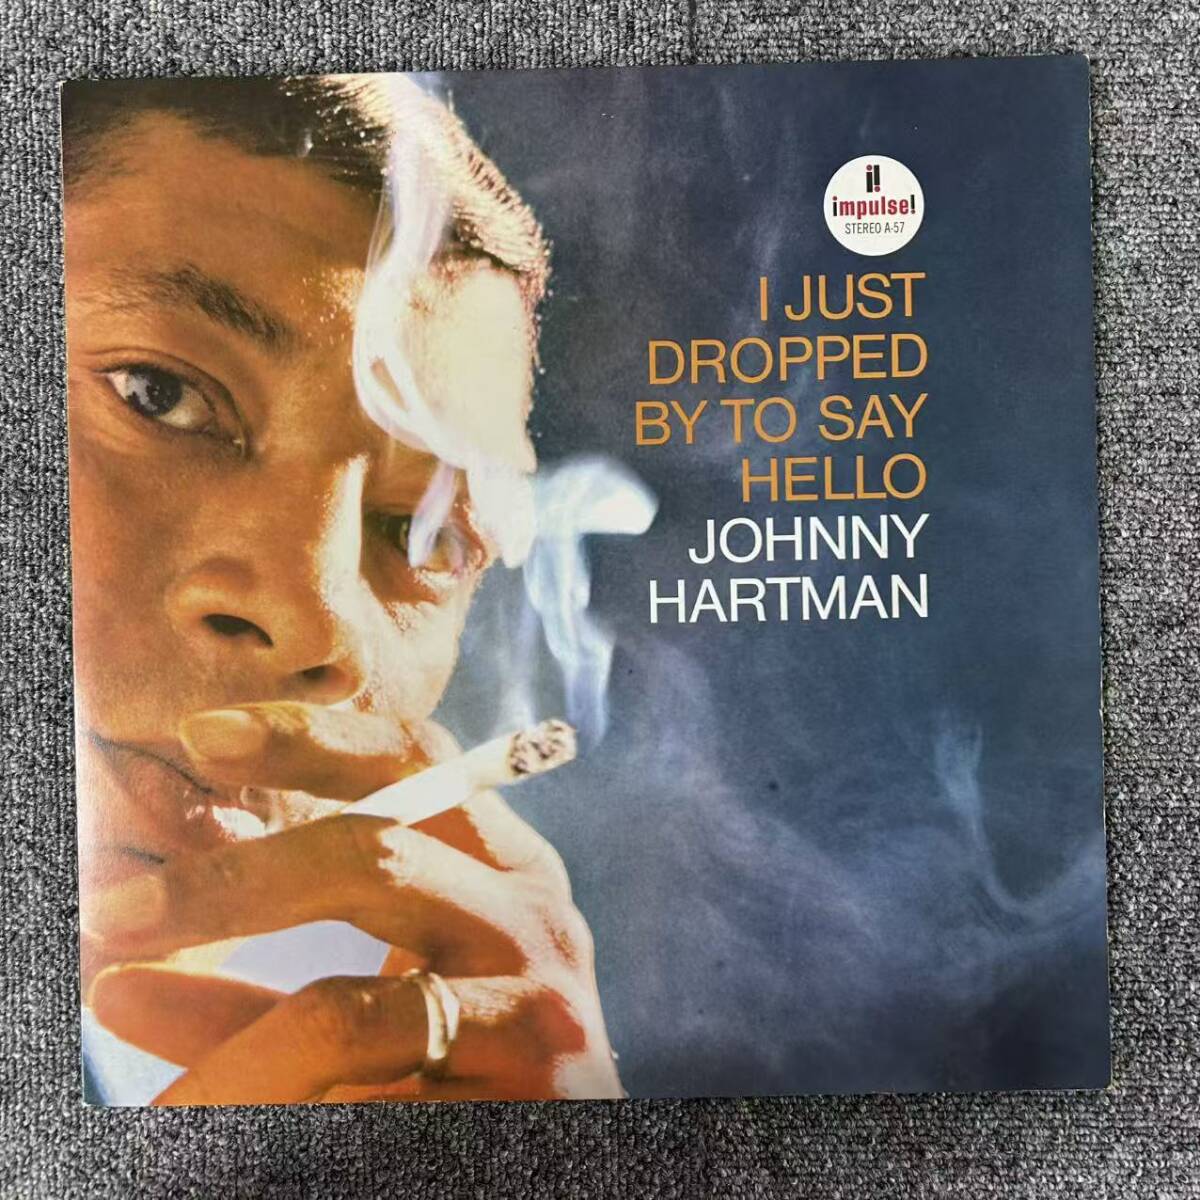 i!
impulse!
STEREO A-57
I JUST
DROPPED
BY TO SAY
HELLO
JOHNNY
HARTMAN